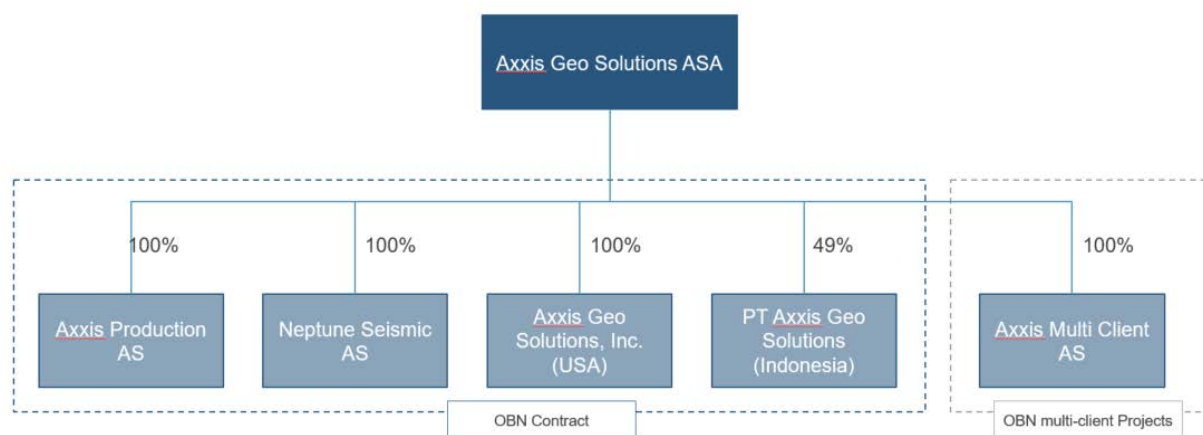 Axxis Geo Solutions ASA
100%
100%
100%
49%
100%
Axxis Production
AS
Neptune Seismic
AS
Axxis Geo
Solutions, Inc.
(USA)
PT Axxis Geo
Solutions
(Indonesia)
Axxis Multi Client
AS
OBN Contract
OBN multi-client Projects